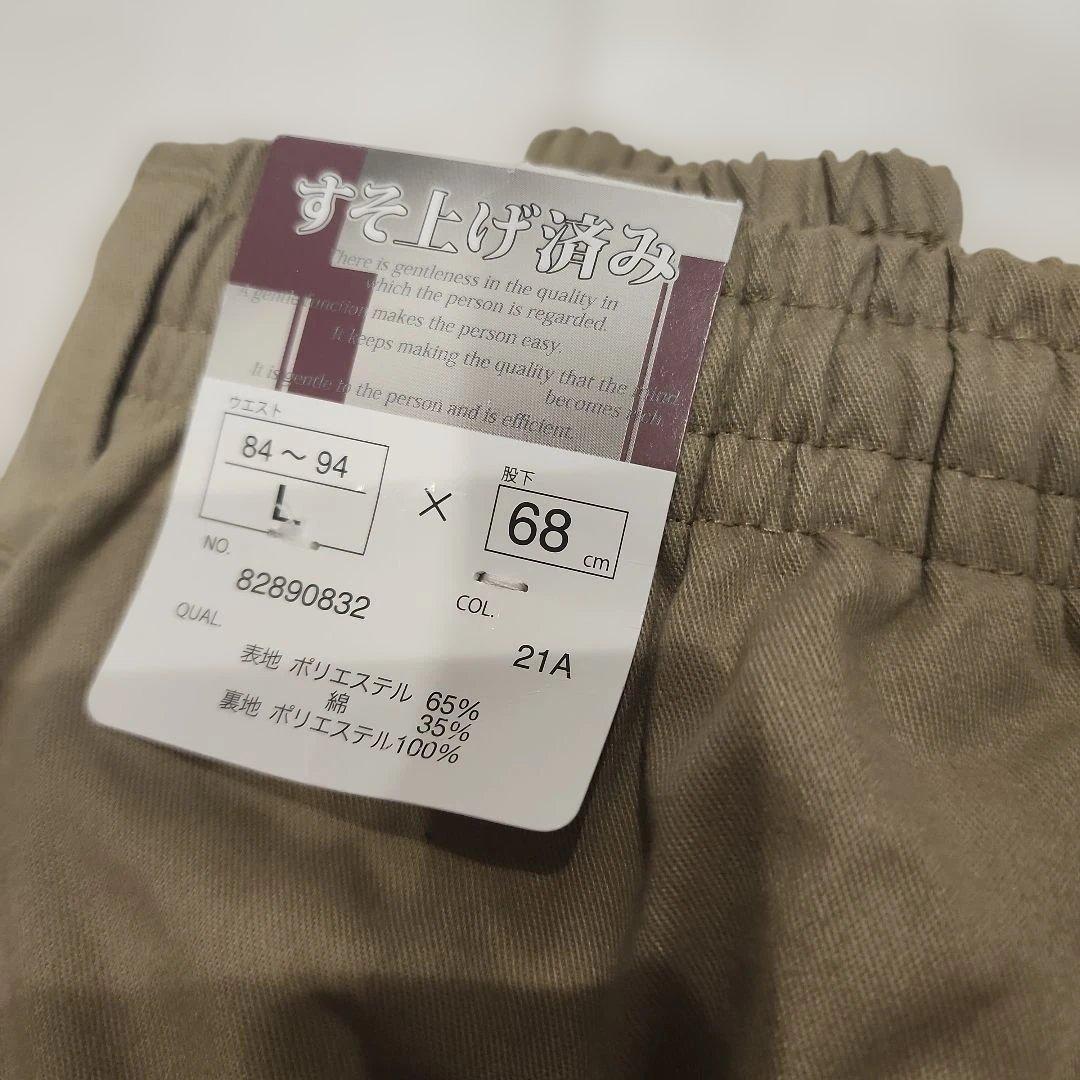 すそ上げ済み
There is gentleness in the quality in
which the person is regarded.
A gentle function makes the person easy.
It keeps making the quality that the mind
becomes rich.
It is gentle to the person and is efficient.
ウエスト
84～94
L
×
股下
68
cm
NO.
82890832
COL.
21A
QUAL.
表地 ポリエステル 65%
綿 35%
裏地 ポリエステル100%